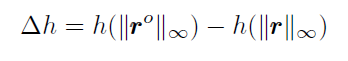 Δh = h(‖r°‖∞) − h(‖r‖∞)